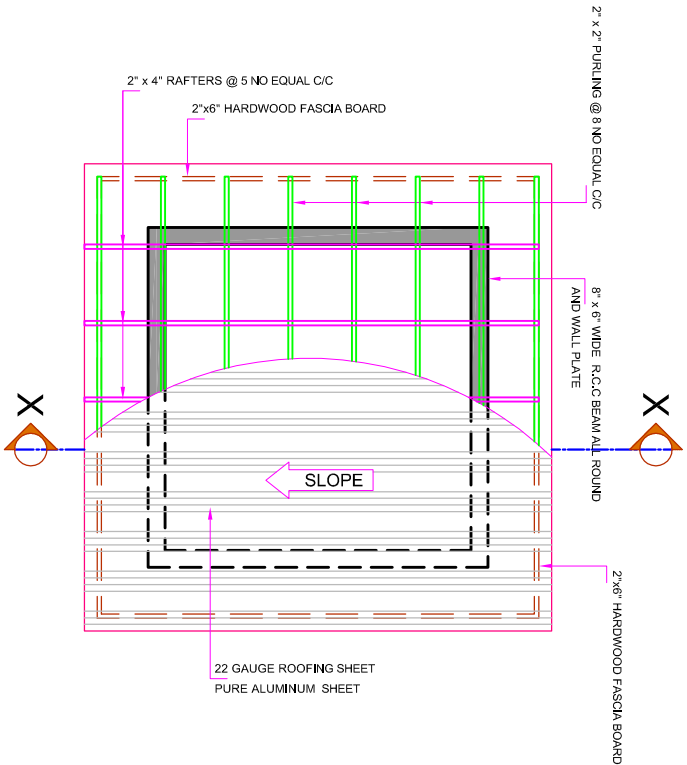 2" x 4" RAFTERS @ 5 NO EQUAL C/C
2"x6" HARDWOOD FASCIA BOARD
2" x 2" PURLING @ 8 NO EQUAL C/C
8" x 6" WIDE R.C.C BEAM ALL ROUND
AND WALL PLATE
X
X
SLOPE
2"x6" HARDWOOD FASCIA BOARD
22 GAUGE ROOFING SHEET
PURE ALUMINUM SHEET